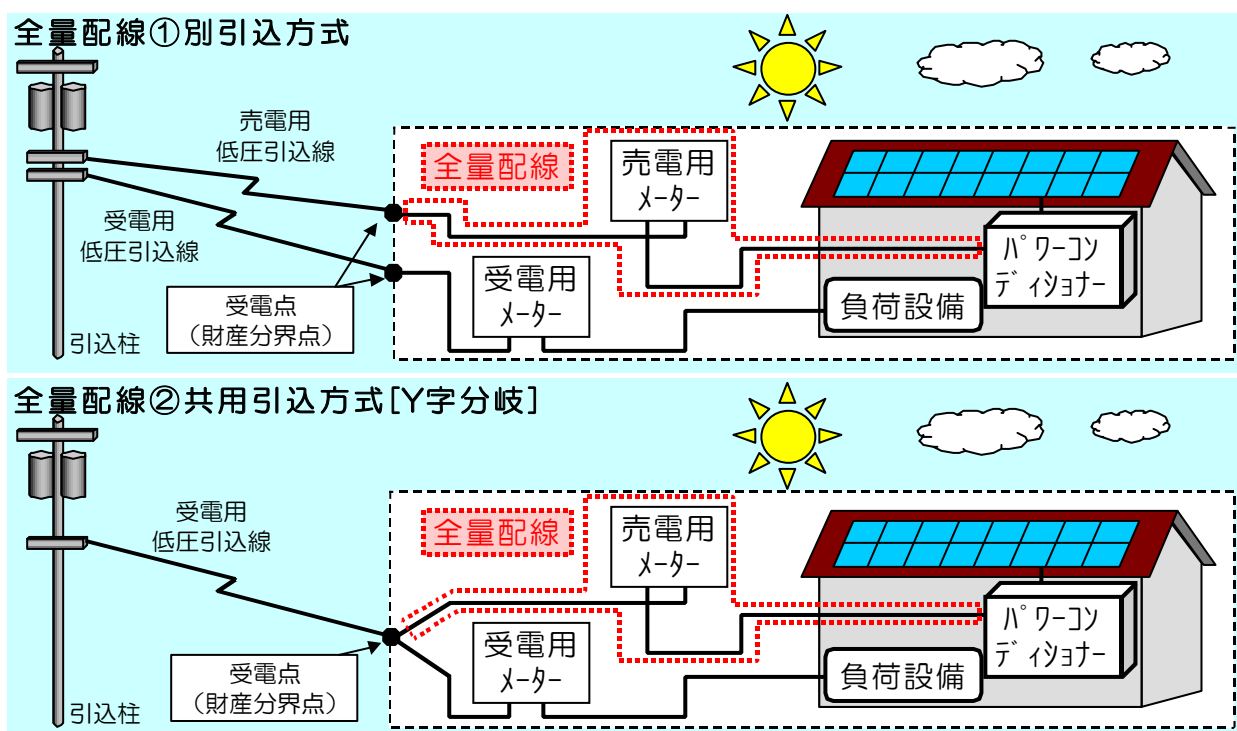 全量配線①別引込方式
売電用
低圧引込線
全量配線
売電用
ﾒｰﾀｰ
受電用
低圧引込線
受電用
ﾒｰﾀｰ
ﾊﾟﾜｰｺﾝ
ﾃﾞｨｼｮﾅｰ
負荷設備
受電点
（財産分界点）
引込柱
全量配線②共用引込方式[Y字分岐]
受電用
低圧引込線
全量配線
売電用
ﾒｰﾀｰ
受電用
ﾒｰﾀｰ
ﾊﾟﾜｰｺﾝ
ﾃﾞｨｼｮﾅｰ
負荷設備
受電点
（財産分界点）
引込柱